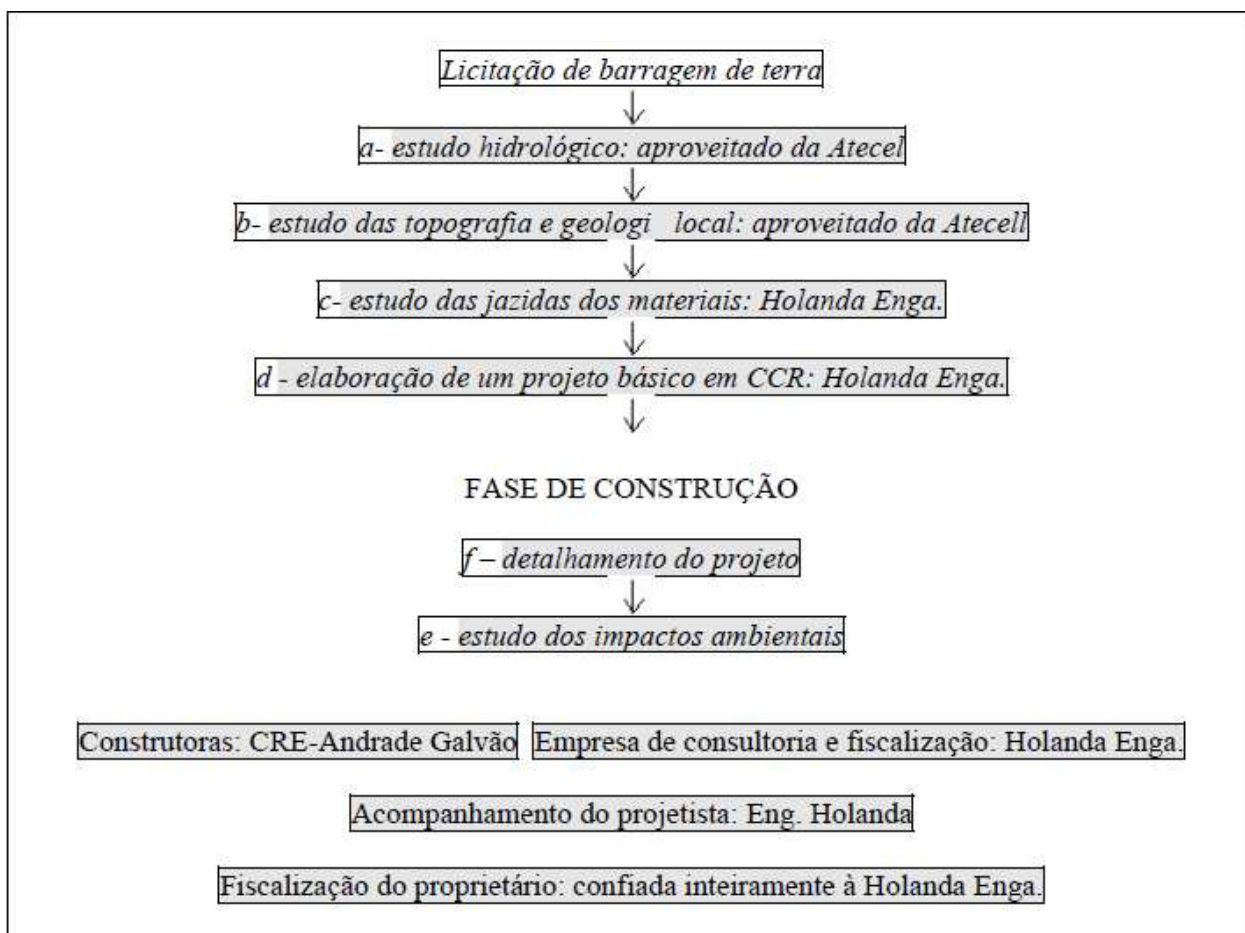 Licitação de barragem de terra
a- estudo hidrológico: aproveitado da Atecel
b- estudo das topografia e geologi local: aproveitado da Atecell
c- estudo das jazidas dos materiais: Holanda Enga.
d - elaboração de um projeto básico em CCR: Holanda Enga.
FASE DE CONSTRUÇÃO
f – detalhamento do projeto
e - estudo dos impactos ambientais
Construtoras: CRE-Andrade Galvão Empresa de consultoria e fiscalização: Holanda Enga.
Acompanhamento do projetista: Eng. Holanda
Fiscalização do proprietário: confiada inteiramente à Holanda Enga.